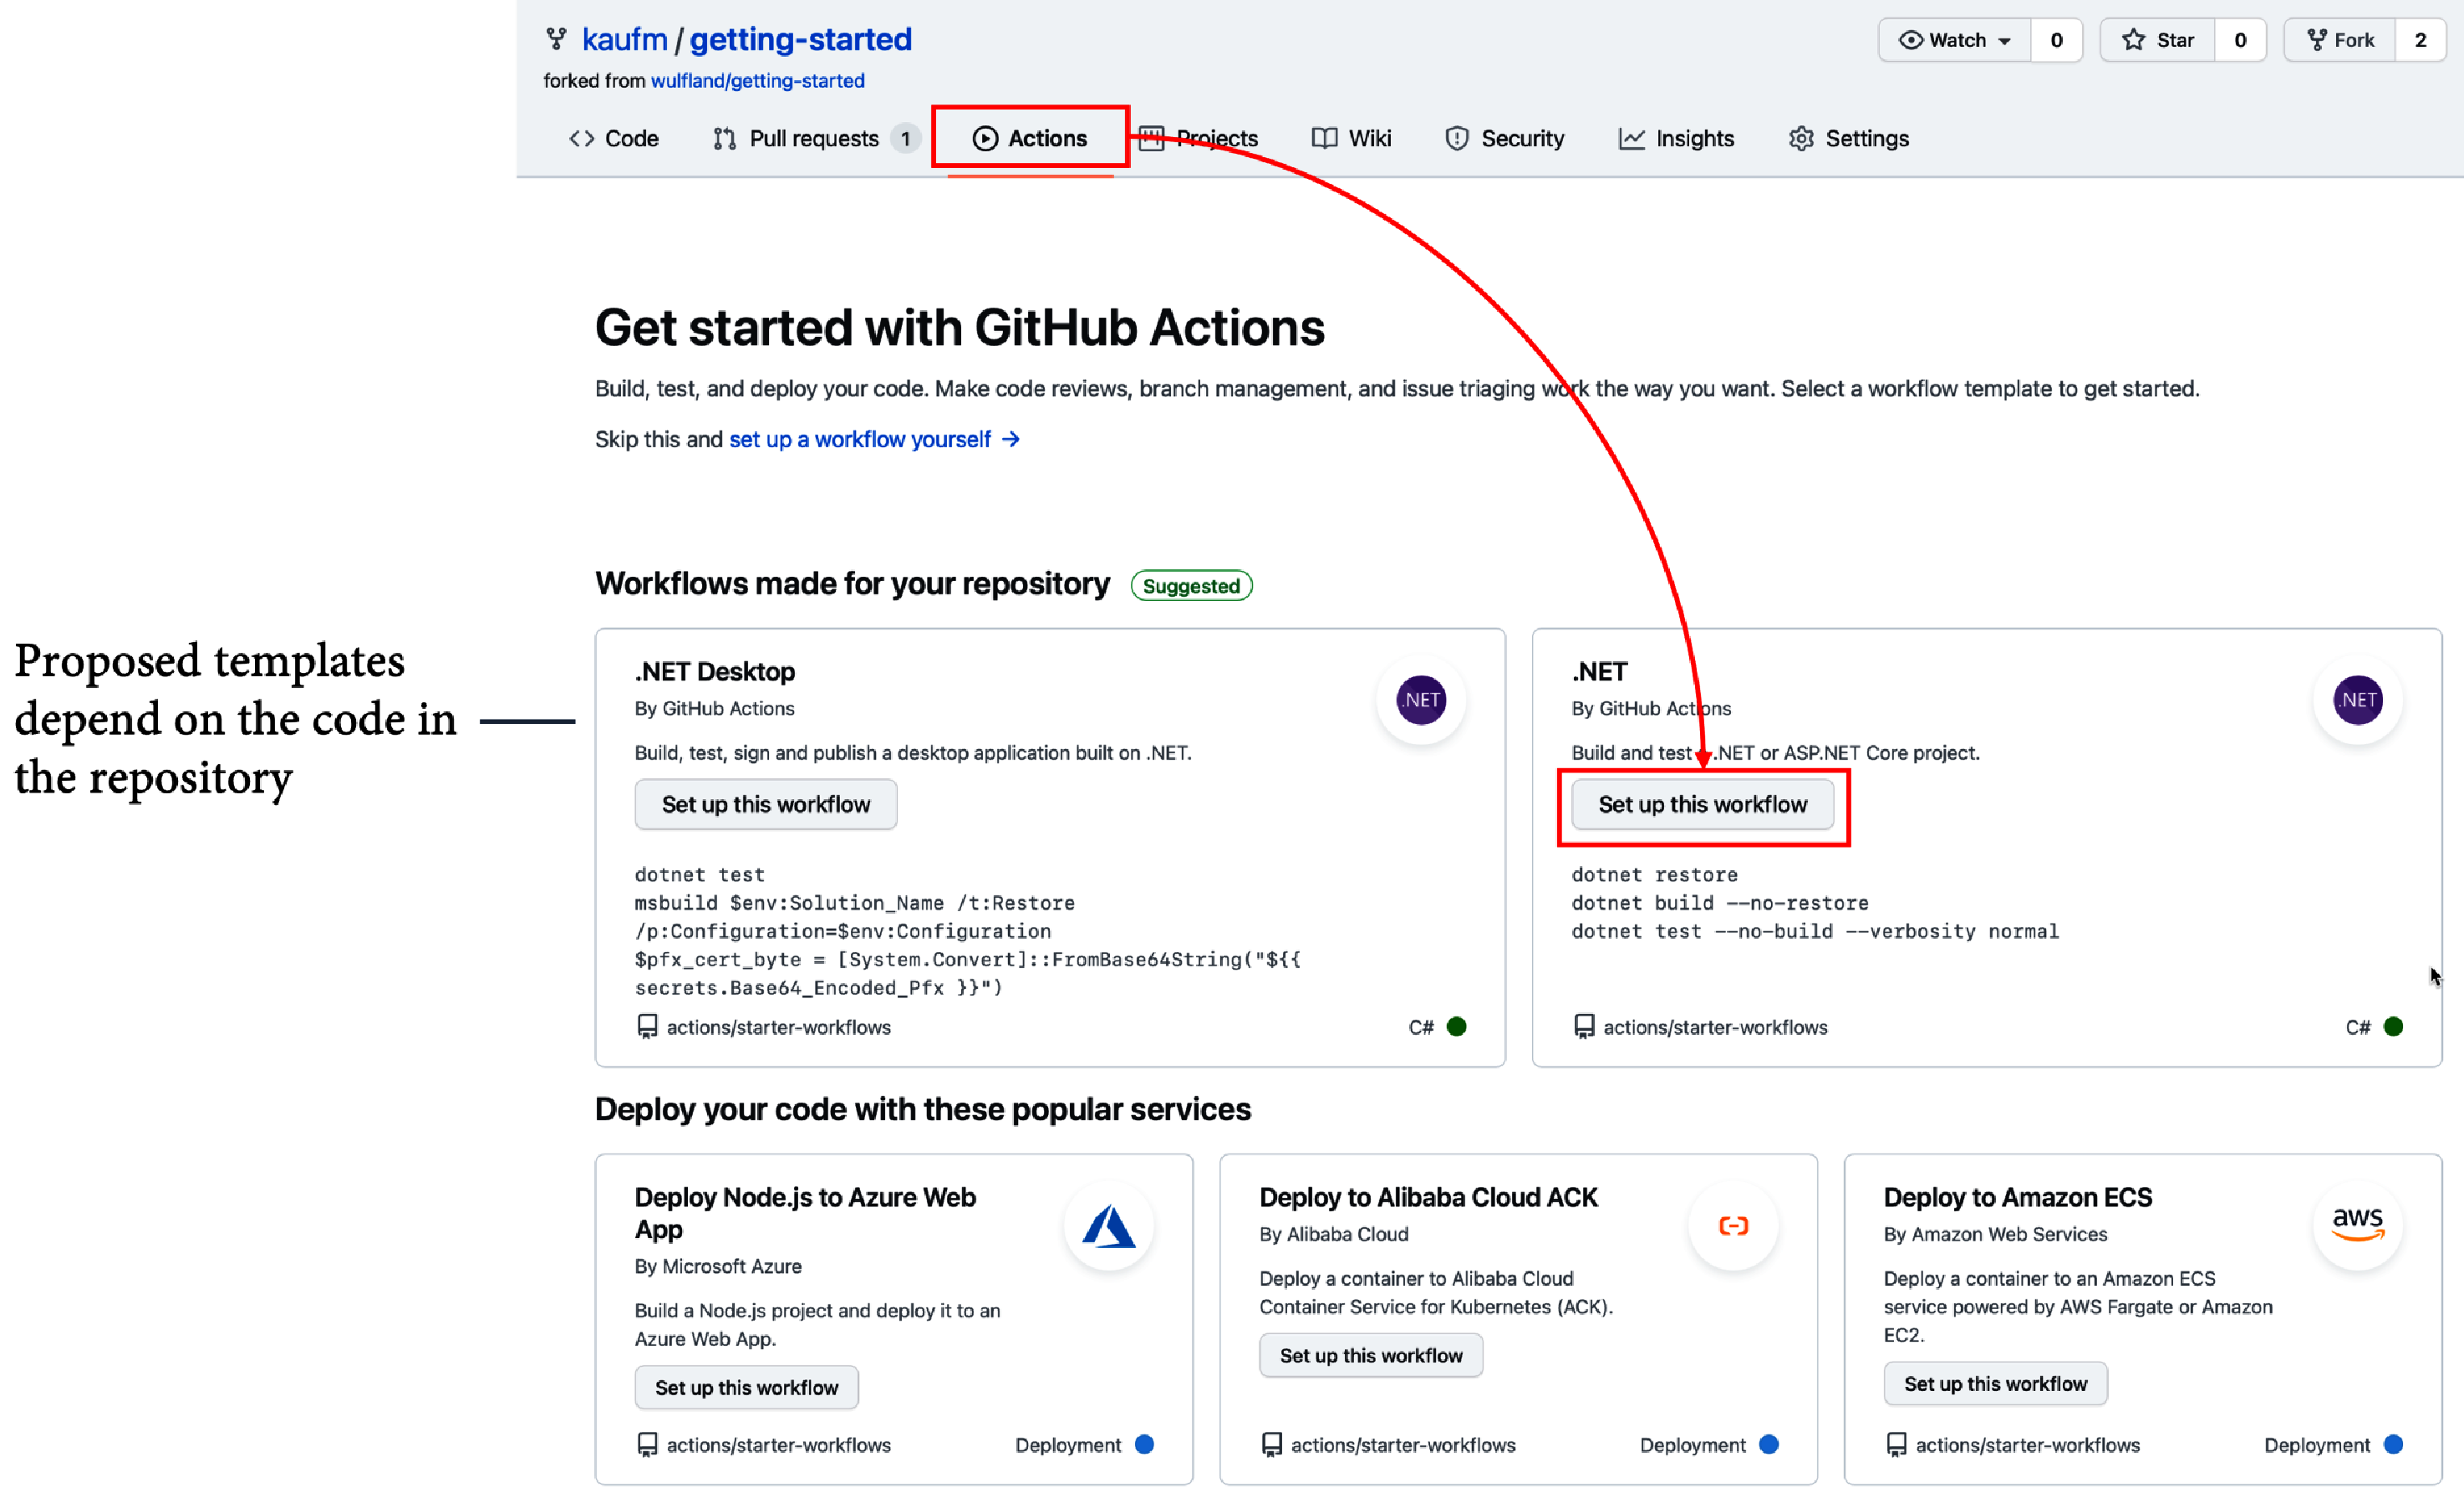 kaufm / getting-started
Watch 0 Star 0 Fork 2
forked from wulfland/getting-started
Code Pull requests 1 Actions Projects Wiki Security Insights Settings
Get started with GitHub Actions
Build, test, and deploy your code. Make code reviews, branch management, and issue triaging work the way you want. Select a workflow template to get started.
Skip this and set up a workflow yourself →
Workflows made for your repository Suggested
Proposed templates
depend on the code in
the repository
.NET Desktop
.NET
By GitHub Actions
Build, test, sign and publish a desktop application built on .NET.
Set up this workflow
dotnet test
msbuild $env:Solution_Name /t:Restore
/p:Configuration=$env:Configuration
$pfx_cert_byte = [System.Convert]::FromBase64String("${{
secrets.Base64_Encoded_Pfx }}")
actions/starter-workflows C#
.NET
.NET
By GitHub Actions
Build and test .NET or ASP.NET Core project.
Set up this workflow
dotnet restore
dotnet build --no-restore
dotnet test --no-build --verbosity normal
actions/starter-workflows C#
Deploy your code with these popular services
Deploy Node.js to Azure Web
App
By Microsoft Azure
Build a Node.js project and deploy it to an
Azure Web App.
Set up this workflow
actions/starter-workflows Deployment
Deploy to Alibaba Cloud ACK
By Alibaba Cloud
Deploy a container to Alibaba Cloud
Container Service for Kubernetes (ACK).
Set up this workflow
actions/starter-workflows Deployment
Deploy to Amazon ECS
aws
By Amazon Web Services
Deploy a container to an Amazon ECS
service powered by AWS Fargate or Amazon
EC2.
Set up this workflow
actions/starter-workflows Deployment